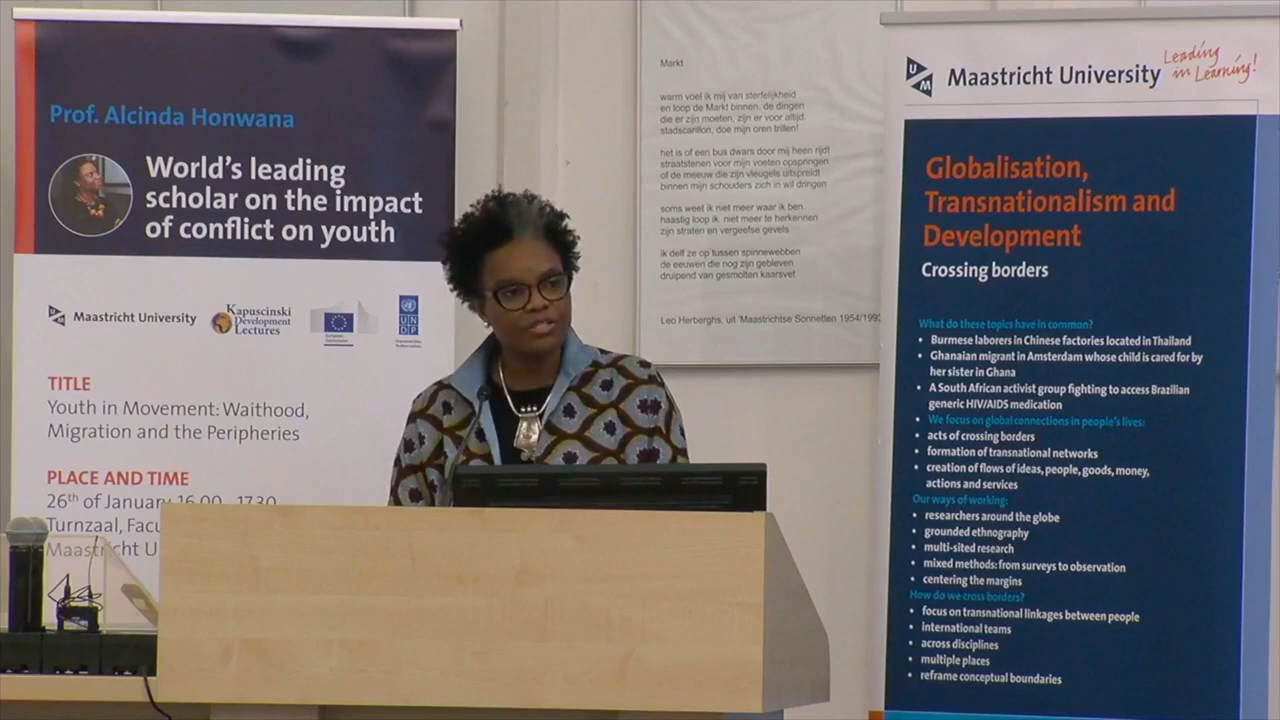 Prof. Alcinda Honwana
World's leading
scholar on the impact
of conflict on youth
Maastricht University
Kapuscinski
Development
Lectures
European
Commission
UNDP
TITLE
Youth in Movement: Waithood,
Migration and the Peripheries
PLACE AND TIME
26th of January 16.00 17.30
Turnzaal, Facu
Maastricht U
Markt
warm voel ik mij van sterfelijkheid
en loop de Markt binnen, de dingen
die er zijn moeten, zijn er voor altijd.
stadscarillon, doe mijn oren trillen!
het is of een bus dwars door mij heen rijdt
straatstenen voor mijn voeten opspringen
of de meeuw die zijn vleugels uitspreidt
binnen mijn schouders zich in wil dringen
soms weet ik niet meer waar ik ben.
haastig loop ik. niet meer te herkennen
zijn straten en vergeefse gevels
ik delf ze op tussen spinnewebben
de eeuwen die nog zijn gebleven
druipend van gesmolten kaarsvet
Leo Herberghs, uit 'Maastrichtse Sonnetten 1954/199
UM
Maastricht University
Leading
in Learning!
Globalisation,
Transnationalism and
Development
Crossing borders
What do these topics have in common?
• Burmese laborers in Chinese factories located in Thailand
• Ghanaian migrant in Amsterdam whose child is cared for by
her sister in Ghana
• A South African activist group fighting to access Brazilian
generic HIV/AIDS medication
• We focus on global connections in people's lives:
• acts of crossing borders
• formation of transnational networks
• creation of flows of ideas, people, goods, money,
actions and services
Our ways of working:
• researchers around the globe
• grounded ethnography
• multi-sited research
• mixed methods: from surveys to observation
• centering the margins
How do we cross borders?
• focus on transnational linkages between people
• international teams
• across disciplines
• multiple places
• reframe conceptual boundaries